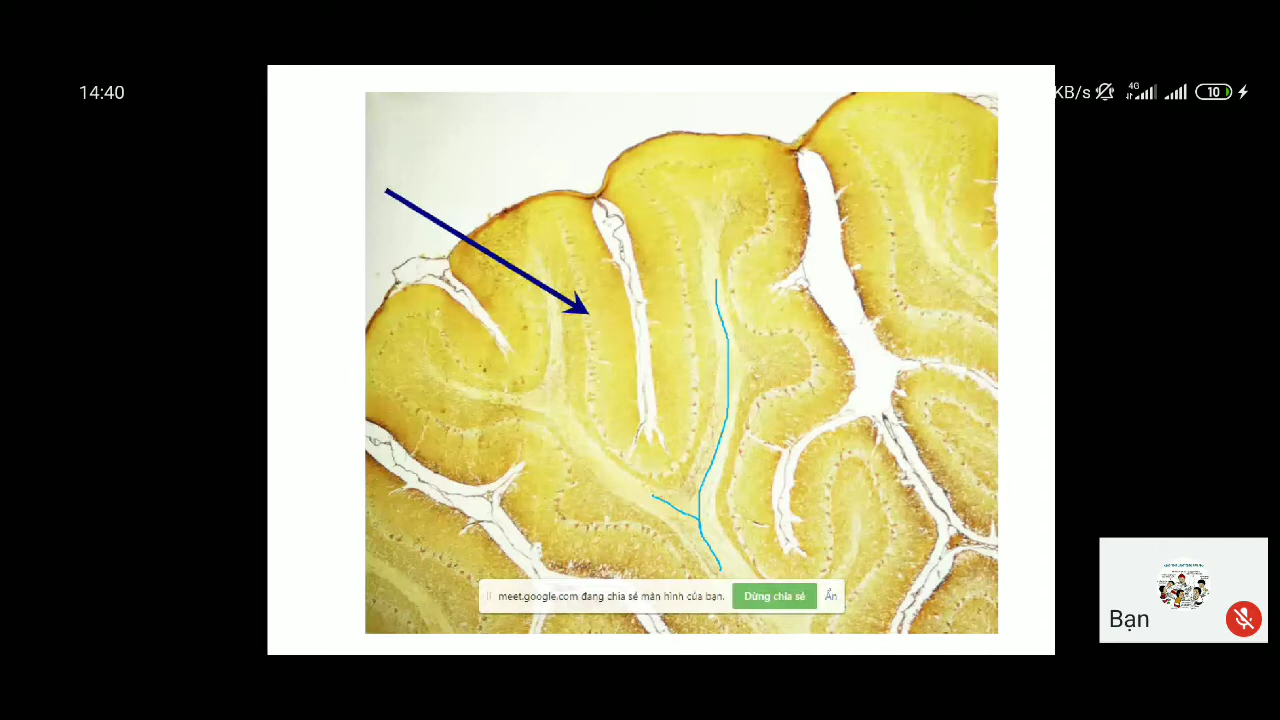 14:40
KB/s 4G 10
meet.google.com đang chia sẻ màn hình của bạn. Dừng chia sẻ Ẩn
Bạn